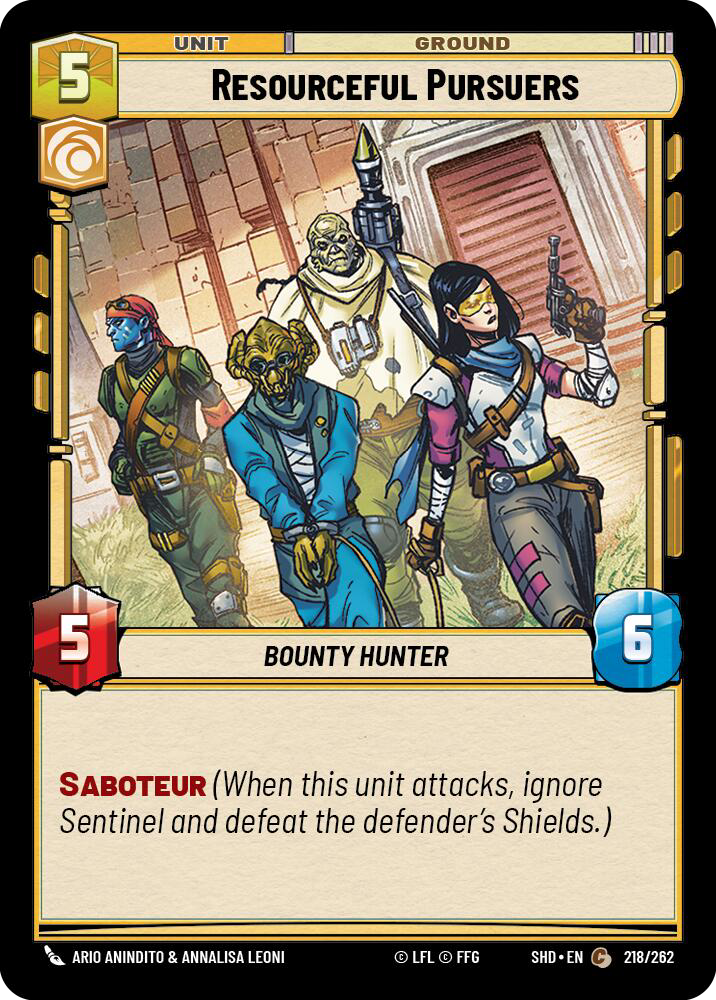 UNIT
GROUND
5
RESOURCEFUL PURSUERS
5
BOUNTY HUNTER
6
SABOTEUR (When this unit attacks, ignore
Sentinel and defeat the defender's Shields.)
ARIO ANINDITO & ANNALISA LEONI
© LFL © FFG
SHD • EN C 218/262